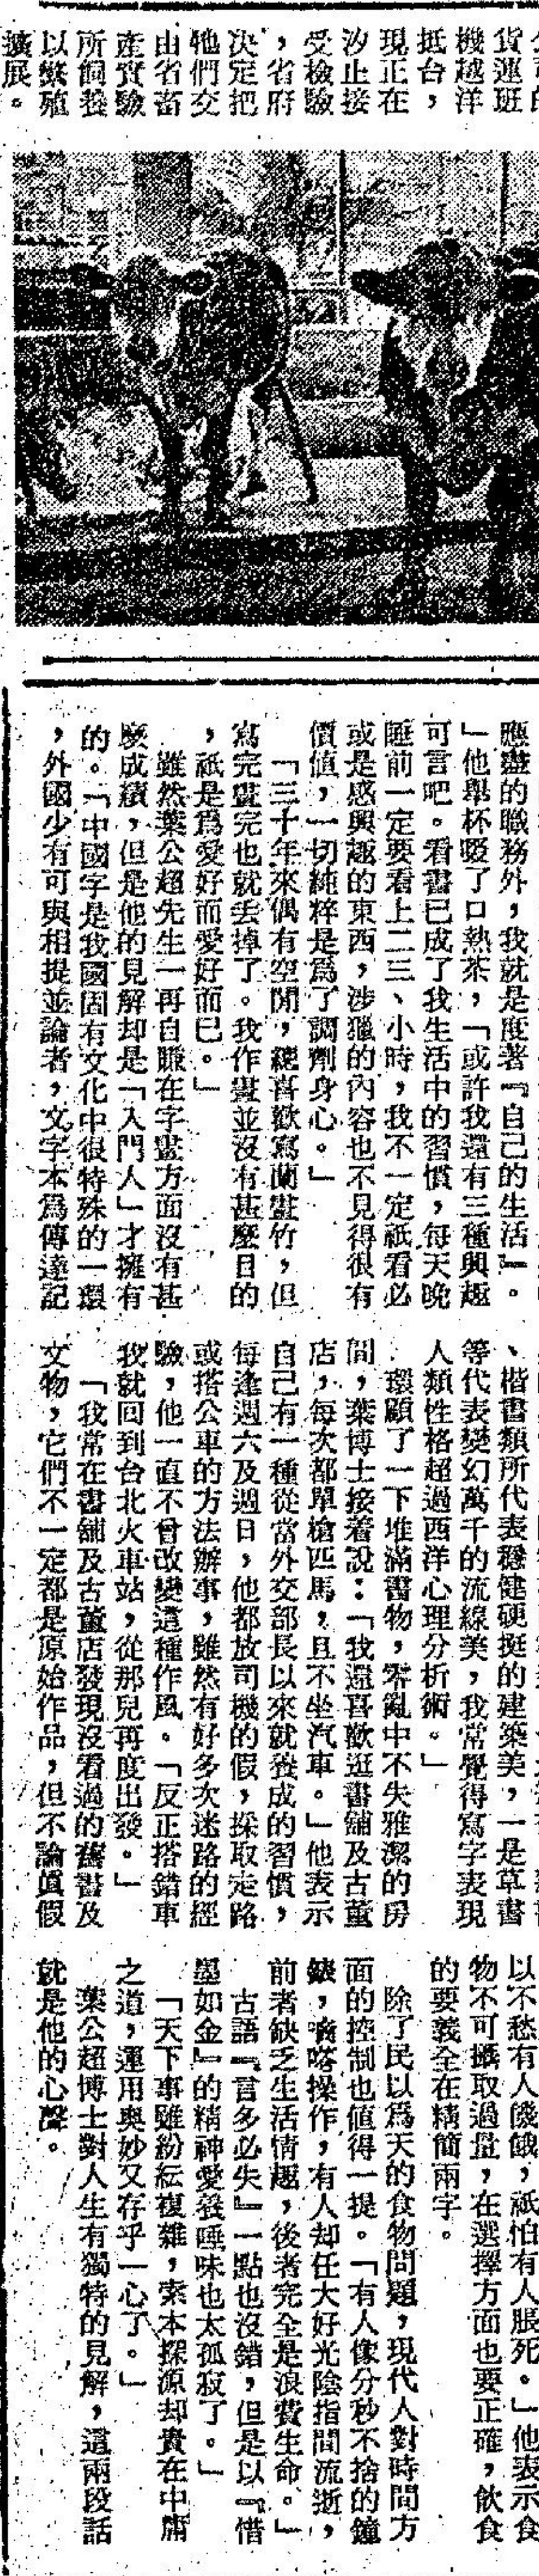 貨運班
機越洋
抵台，
現正在
汐止接
受檢驗
，省府
決定把
牠們交
由省畜
產實驗
所飼養
以繁殖
擴展。
應盡的職務外，我就是度著『自己的生活』。
」他舉杯啜了口熱茶，「或許我還有三種興趣
可言吧。看書已成了我生活中的習慣，每天晚
睡前一定要看上二三、小時，我不一定祇看必
或是感興趣的東西，涉獵的內容也不見得很有
價值，一切純粹是為了調劑身心。」
「三十年來偶有空閒，總喜歡寫蘭畫竹，但
寫完畫完也就丟掉了。我作畫並沒有甚麼目的
，祇是爲愛好而愛好而已。」
雖然葉公超先生一再自賺在字畫方面沒有甚
麼成績，但是他的見解却是「入門人」才擁有
的。「中國字是我國固有文化中很特殊的一環
，外國少有可與相提並論者，文字本爲傳達記
、楷書類所代表穩健硬挺的建築美，一是草書
等代表變幻萬千的流線美，我常覺得寫字表現
人類性格超過西洋心理分析術。」
環顧了一下堆滿書物，零亂中不失雅潔的房
間，葉博士接着說：「我還喜歡逛書舖及古董
店，每次都單槍匹馬，且不坐汽車。」他表示
自己有一種從當外交部長以來就養成的習慣，
每逢週六及週日，他都放司機的假，採取走路
或搭公車的方法辦事，雖然有好多次迷路的經
驗，他一直不曾改變這種作風。「反正搭錯車
我就回到台北火車站，從那兒再度出發。」
「我常在書舖及古董店發現沒看過的舊書及
文物，它們不一定都是原始作品，但不論眞假
以不愁有人饑餓，祇怕有人脹死。」他表示食
物不可攝取過量，在選擇方面也要正確，飲食
的要義全在精簡兩字。
除了民以爲天的食物問題，現代人對時間方
面的控制也值得一提。「有人像分秒不捨的鐘
錶，嘀嗒操作，有人却任大好光陰指間流逝，
前者缺乏生活情趣，後者完全是浪費生命。」
古語『言多必失』一點也沒錯，但是以『惜
墨如金』的精神愛養唾味也太孤寂了。」
「天下事雖紛紜複雜，索本探源却貴在中庸
之道，運用奧妙又存乎一心了。」
葉公超博士對人生有獨特的見解，這兩段話
就是他的心聲。